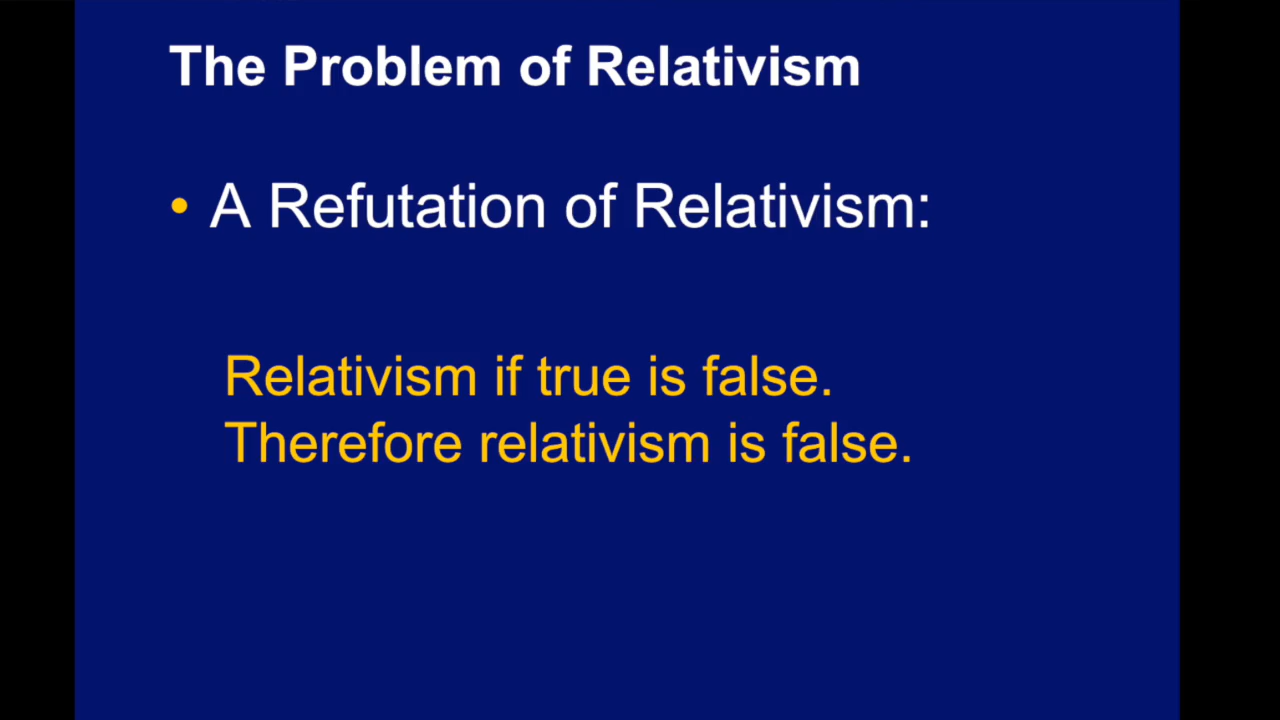 The Problem of Relativism
• A Refutation of Relativism:
Relativism if true is false.
Therefore relativism is false.